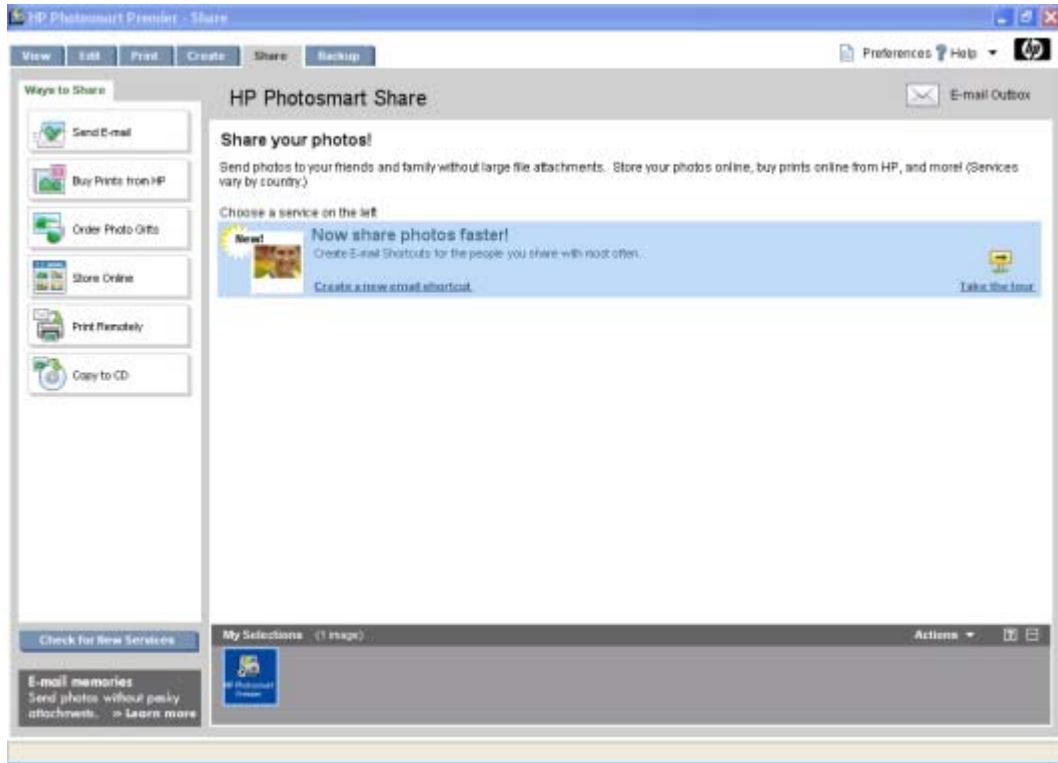 HP Photosmart Premier - Share
View Edit Print Create Share Backup
Preferences ? Help
hp
Ways to Share
HP Photosmart Share
E-mail Outbox
Send E-mail
Buy Prints from HP
Order Photo Gifts
Store Online
Print Remotely
Copy to CD
Share your photos!
Send photos to your friends and family without large file attachments. Store your photos online, buy prints online from HP, and more! (Services
vary by country.)
Choose a service on the left
New!
Now share photos faster!
Create E-mail Shortcuts for the people you share with most often.
Create a new email shortcut.
Take the tour
Check for New Services
My Selections (1 image)
Actions
HP Photosmart
Premier
E-mail memories
Send photos without pesky
attachments. » Learn more